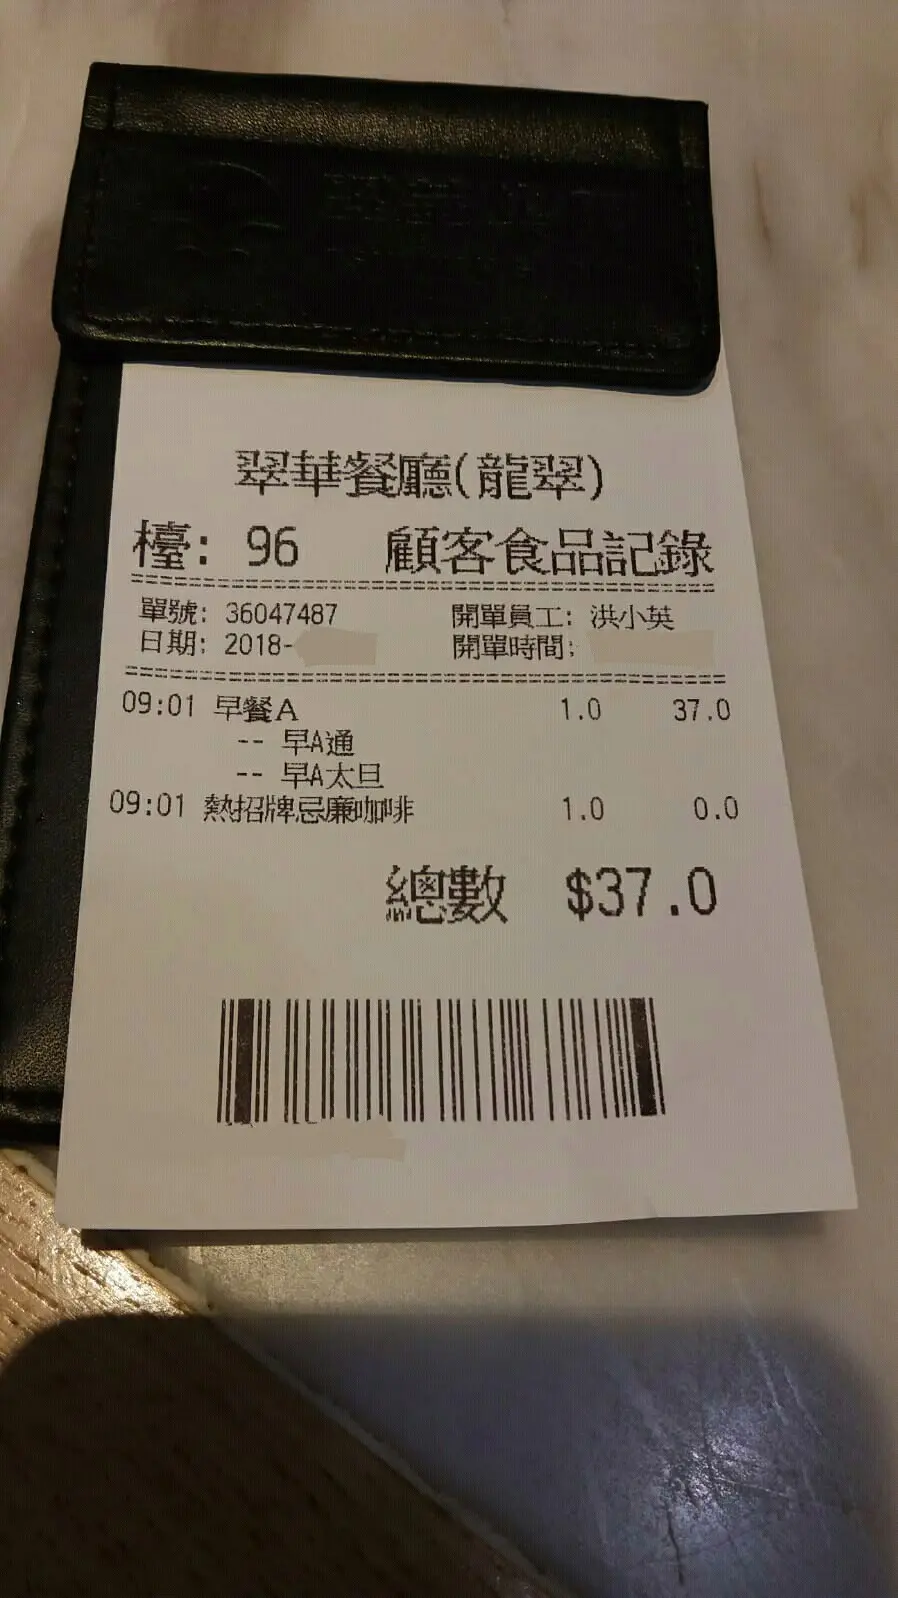 翠華餐廳(龍翠)
檯: 96 顧客食品記錄
單號: 36047487 開單員工: 洪小英
日期: 2018- 開單時間:
09:01 早餐A 1.0 37.0
-- 早A通
-- 早A太旦
09:01 熱招牌忌廉咖啡 1.0 0.0
總數 $37.0